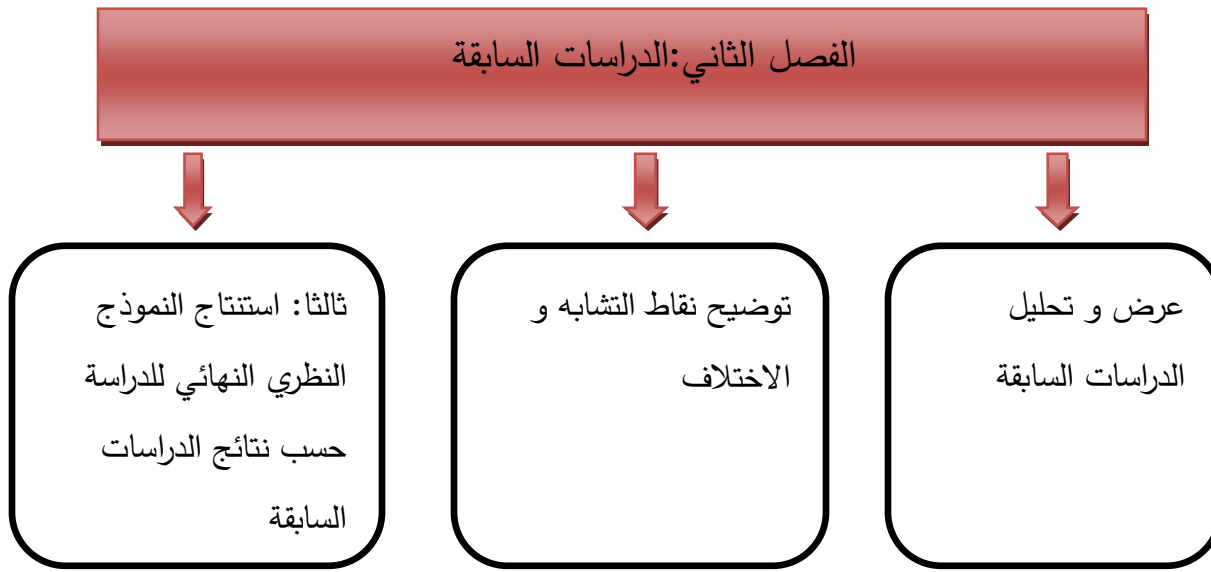 الفصل الثاني:الدراسات السابقة
عرض و تحليل
الدراسات السابقة
توضيح نقاط التشابه و
الاختلاف
ثالثا: استنتاج النموذج
النظري النهائي للدراسة
حسب نتائج الدراسات
السابقة